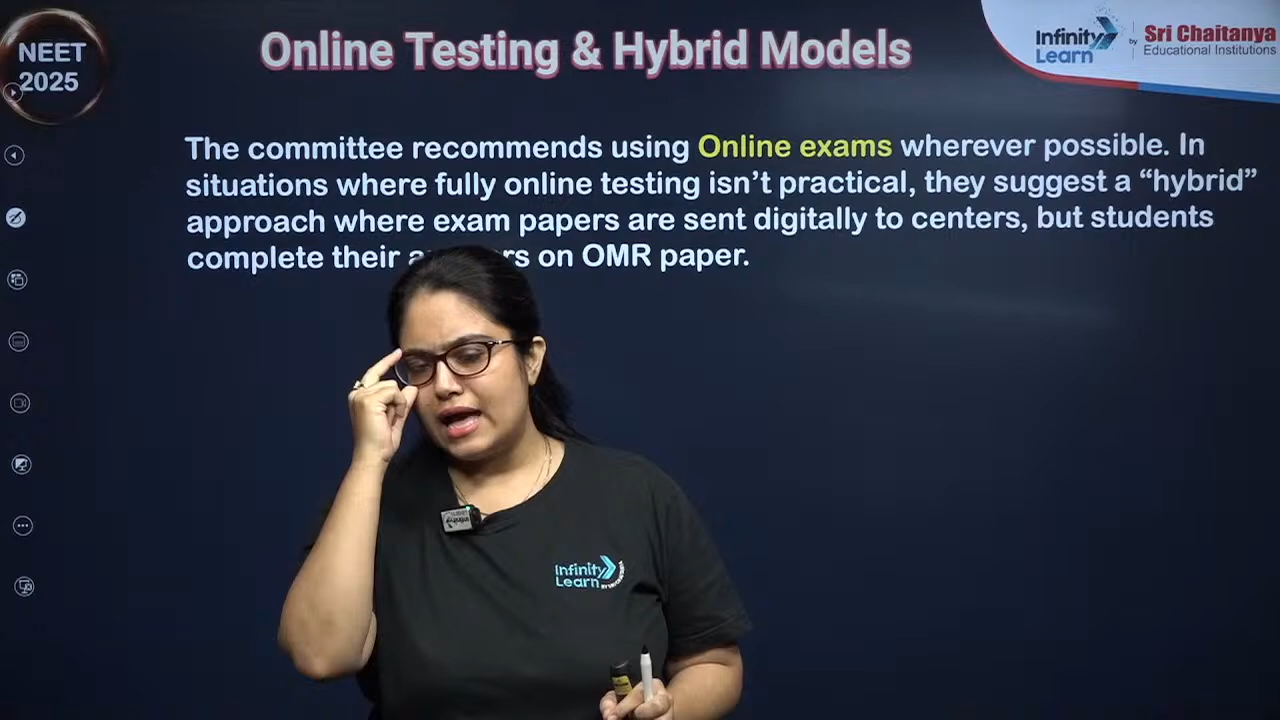 NEET
2025
Online Testing & Hybrid Models
Infinity
Learn
by
Sri Chaitanya
Educational Institutions
The committee recommends using Online exams wherever possible. In
situations where fully online testing isn't practical, they suggest a “hybrid”
approach where exam papers are sent digitally to centers, but students
complete their on OMR paper.
Infinity
Learn